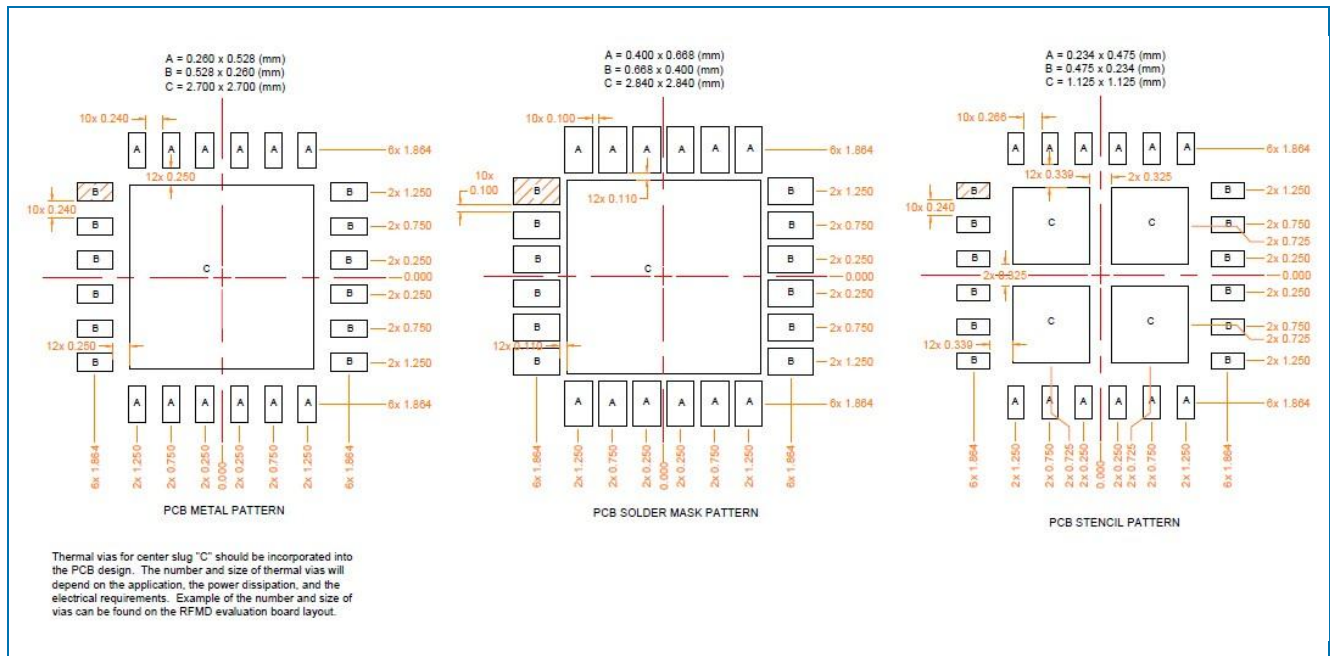 A = 0.260 x 0.528 (mm)
B = 0.528 x 0.260 (mm)
C = 2.700 x 2.700 (mm)
10x 0.240
A A A A A A
6x 1.864
12x 0.250
B
B
2x 1.250
10x 0.240
B
B
2x 0.750
B
C
B
2x 0.250
0.000
B
B
2x 0.250
B
B
2x 0.750
12x 0.250
B
B
2x 1.250
A A A A A A
6x 1.864
6x 1.864
2x 1.250
2x 0.750
2x 0.250
0.000
2x 0.250
2x 0.750
2x 1.250
6x 1.864
PCB METAL PATTERN
Thermal vias for center slug "C" should be incorporated into
the PCB design. The number and size of thermal vias will
depend on the application, the power dissipation, and the
electrical requirements. Example of the number and size of
vias can be found on the RFMD evaluation board layout.
A = 0.400 x 0.668 (mm)
B = 0.668 x 0.400 (mm)
C = 2.840 x 2.840 (mm)
10x 0.100
A A A A A A
6x 1.864
10x
0.100
B
B
2x 1.250
12x 0.110
B
B
2x 0.750
B
C
B
2x 0.250
0.000
B
B
2x 0.250
B
B
2x 0.750
12x 0.110
B
B
2x 1.250
A A A A A A
6x 1.864
6x 1.864
2x 1.250
2x 0.750
2x 0.250
0.000
2x 0.250
2x 0.750
2x 1.250
6x 1.864
PCB SOLDER MASK PATTERN
A = 0.234 x 0.475 (mm)
B = 0.475 x 0.234 (mm)
C = 1.125 x 1.125 (mm)
10x 0.266
A A A A A A
6x 1.864
12x 0.339
2x 0.325
B
B
2x 1.250
10x 0.240
B
C
C
B
2x 0.750
2x 0.725
B
B
2x 0.250
2x 0.325
0.000
B
B
2x 0.250
B
C
C
B
2x 0.750
2x 0.725
12x 0.339
B
B
2x 1.250
A A A A A A
6x 1.864
6x 1.864
2x 1.250
2x 0.750
2x 0.725
2x 0.250
0.000
2x 0.250
2x 0.725
2x 0.750
2x 1.250
6x 1.864
PCB STENCIL PATTERN